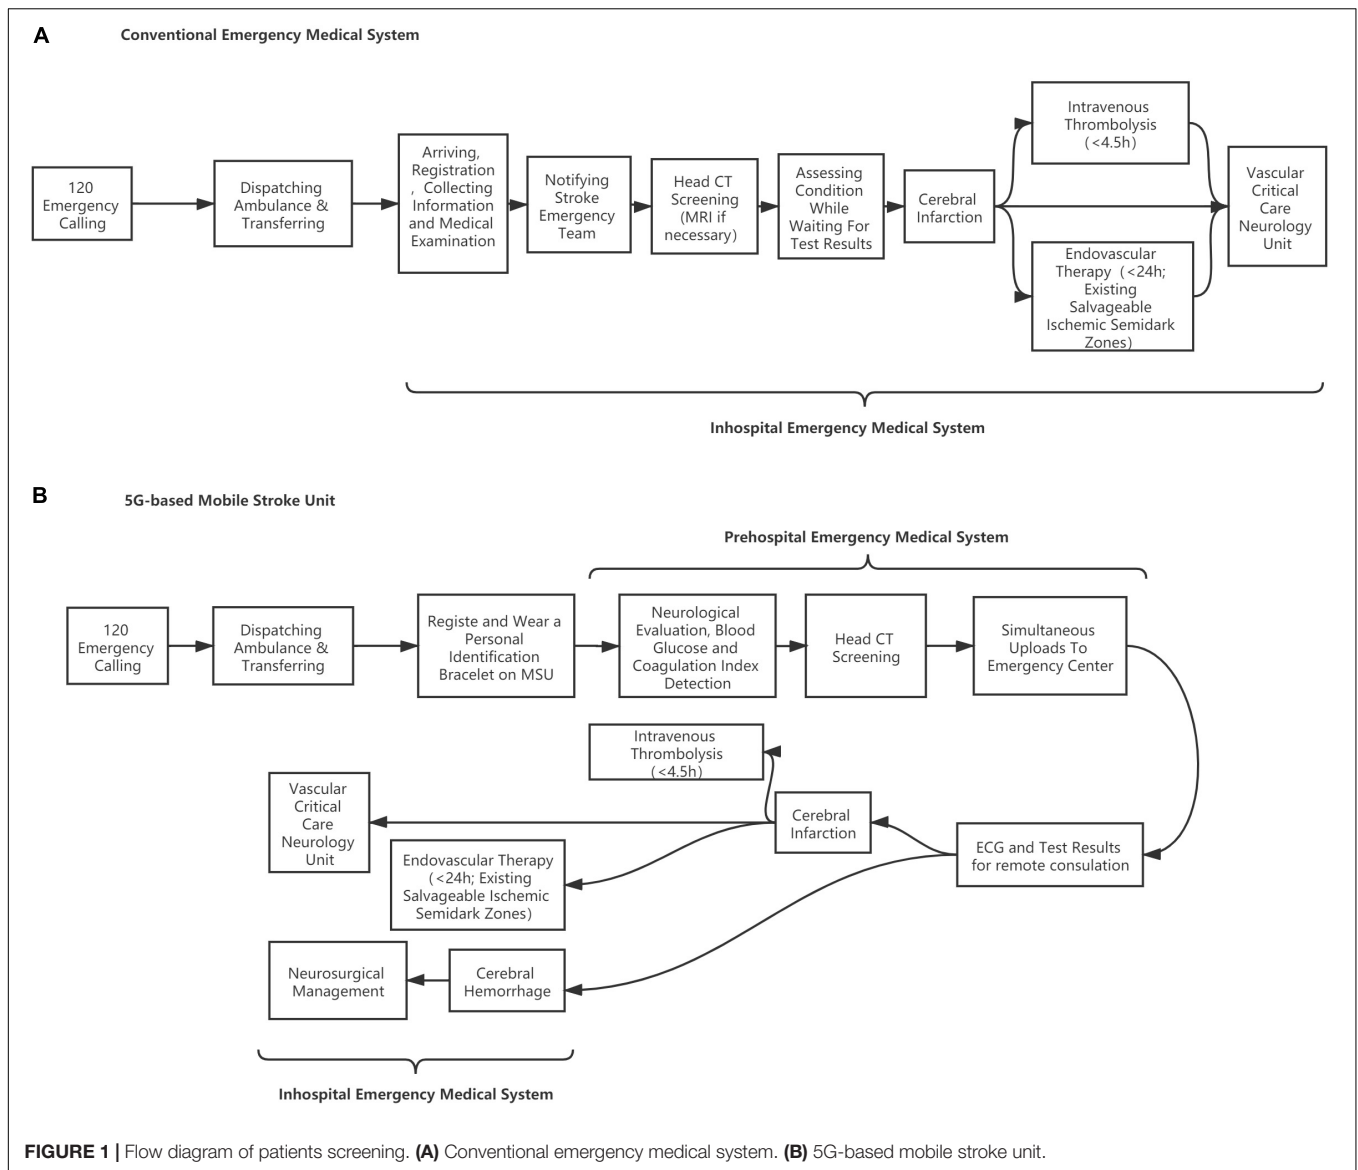 A
Conventional Emergency Medical System
120
Emergency
Calling
Dispatching
Ambulance &
Transferring
Arriving,
Registration
, Collecting
Information
and Medical
Examination
Notifying
Stroke
Emergency
Team
Head CT
Screening
(MRI if
necessary)
Assessing
Condition
While
Waiting For
Test Results
Cerebral
Infarction
Intravenous
Thrombolysis
(<4.5h)
Endovascular
Therapy (<24h;
Existing
Salvageable
Ischemic Semidark
Zones)
Vascular
Critical
Care
Neurology
Unit
Inhospital Emergency Medical System
B
5G-based Mobile Stroke Unit
Prehospital Emergency Medical System
120
Emergency
Calling
Dispatching
Ambulance &
Transferring
Registe and Wear a
Personal
Identification
Bracelet on MSU
Neurological
Evaluation, Blood
Glucose and
Coagulation Index
Detection
Head CT
Screening
Simultaneous
Uploads To
Emergency Center
ECG and Test Results
for remote consulation
Cerebral
Infarction
Intravenous
Thrombolysis
(<4.5h)
Vascular
Critical
Care
Neurology
Unit
Endovascular Therapy
(<24h; Existing
Salvageable Ischemic
Semidark Zones)
Cerebral
Hemorrhage
Neurosurgical
Management
Inhospital Emergency Medical System
FIGURE 1 | Flow diagram of patients screening. (A) Conventional emergency medical system. (B) 5G-based mobile stroke unit.